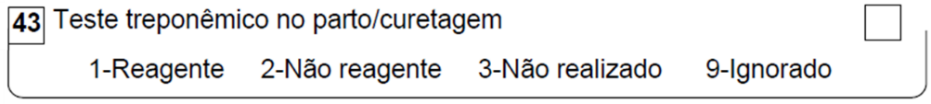 43 Teste treponêmico no parto/curetagem
1-Reagente 2-Não reagente 3-Não realizado 9-Ignorado